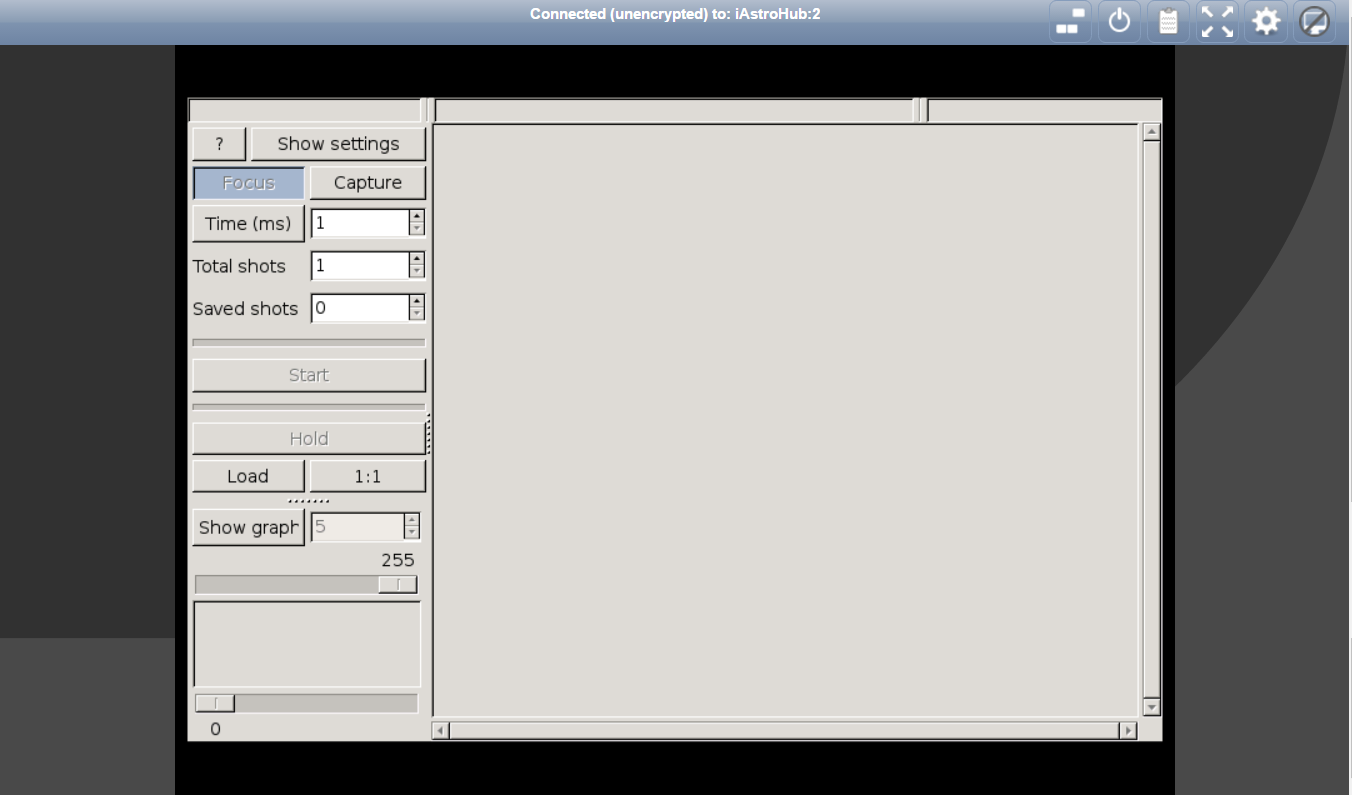 Connected (unencrypted) to: iAstroHub:2
? Show settings
Focus Capture
Time (ms) 1
Total shots 1
Saved shots 0
Start
Hold
Load 1:1
Show graph 5
255
0